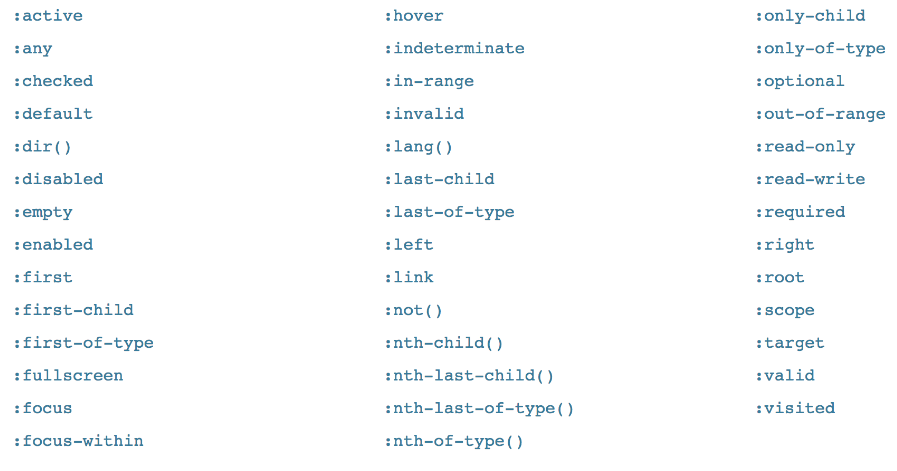 :active
:any
:checked
:default
:dir()
:disabled
:empty
:enabled
:first
:first-child
:first-of-type
:fullscreen
:focus
:focus-within
:hover
:indeterminate
:in-range
:invalid
:lang()
:last-child
:last-of-type
:left
:link
:not()
:nth-child()
:nth-last-child()
:nth-last-of-type()
:nth-of-type()
:only-child
:only-of-type
:optional
:out-of-range
:read-only
:read-write
:required
:right
:root
:scope
:target
:valid
:visited